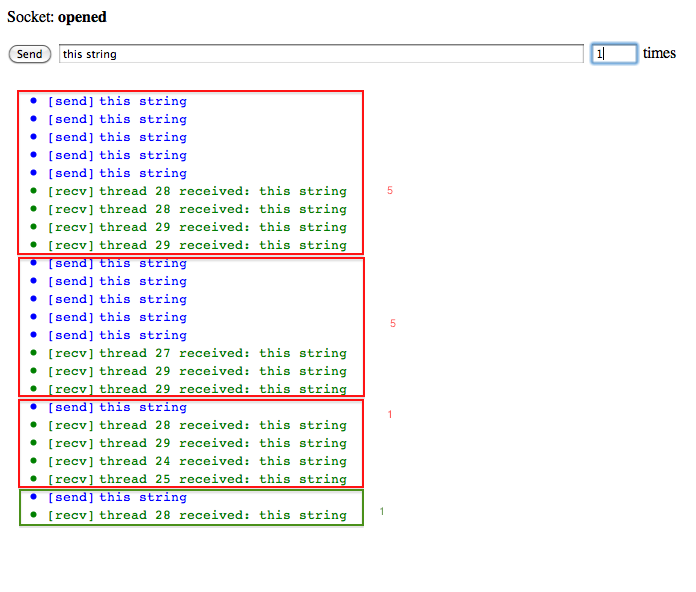 Socket: opened
Send this string 1 times
[send] this string
[send] this string
[send] this string
[send] this string
[send] this string
[recv] thread 28 received: this string 5
[recv] thread 28 received: this string
[recv] thread 29 received: this string
[recv] thread 29 received: this string
[send] this string
[send] this string
[send] this string
[send] this string 5
[send] this string
[recv] thread 27 received: this string
[recv] thread 29 received: this string
[recv] thread 29 received: this string
[send] this string 1
[recv] thread 28 received: this string
[recv] thread 29 received: this string
[recv] thread 24 received: this string
[recv] thread 25 received: this string
[send] this string
[recv] thread 28 received: this string 1